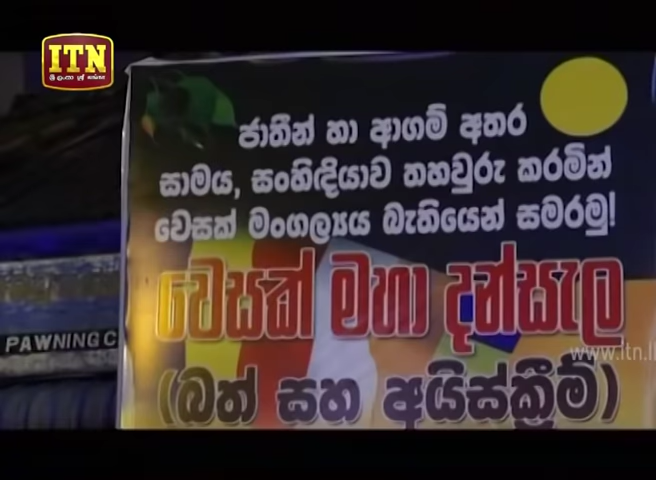 ITN
ශ්‍රී ලංකා
ජාතීන් හා ආගම් අතර
සාමය, සංහිඳියාව තහවුරු කරමින්
වෙසක් මංගල්‍යය බැතියෙන් සමරමු!
වෙසක් මහා දන්සැල
PAWNING C
www.itn.l
(බත් සහ අයිස්ක්‍රීම්)